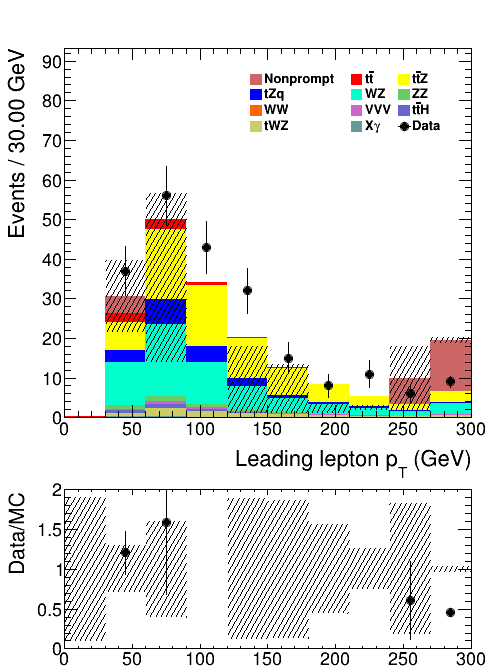 Events / 30.00 GeV
90
80
70
60
50
40
30
20
10
0
Nonprompt tt̄ tt̄Z
tZq WZ ZZ
WW VVV tt̄H
tWZ Xγ Data
0 50 100 150 200 250 300
Leading lepton pT (GeV)
Data/MC
2
1.5
1
0.5
0
0 50 100 150 200 250 300